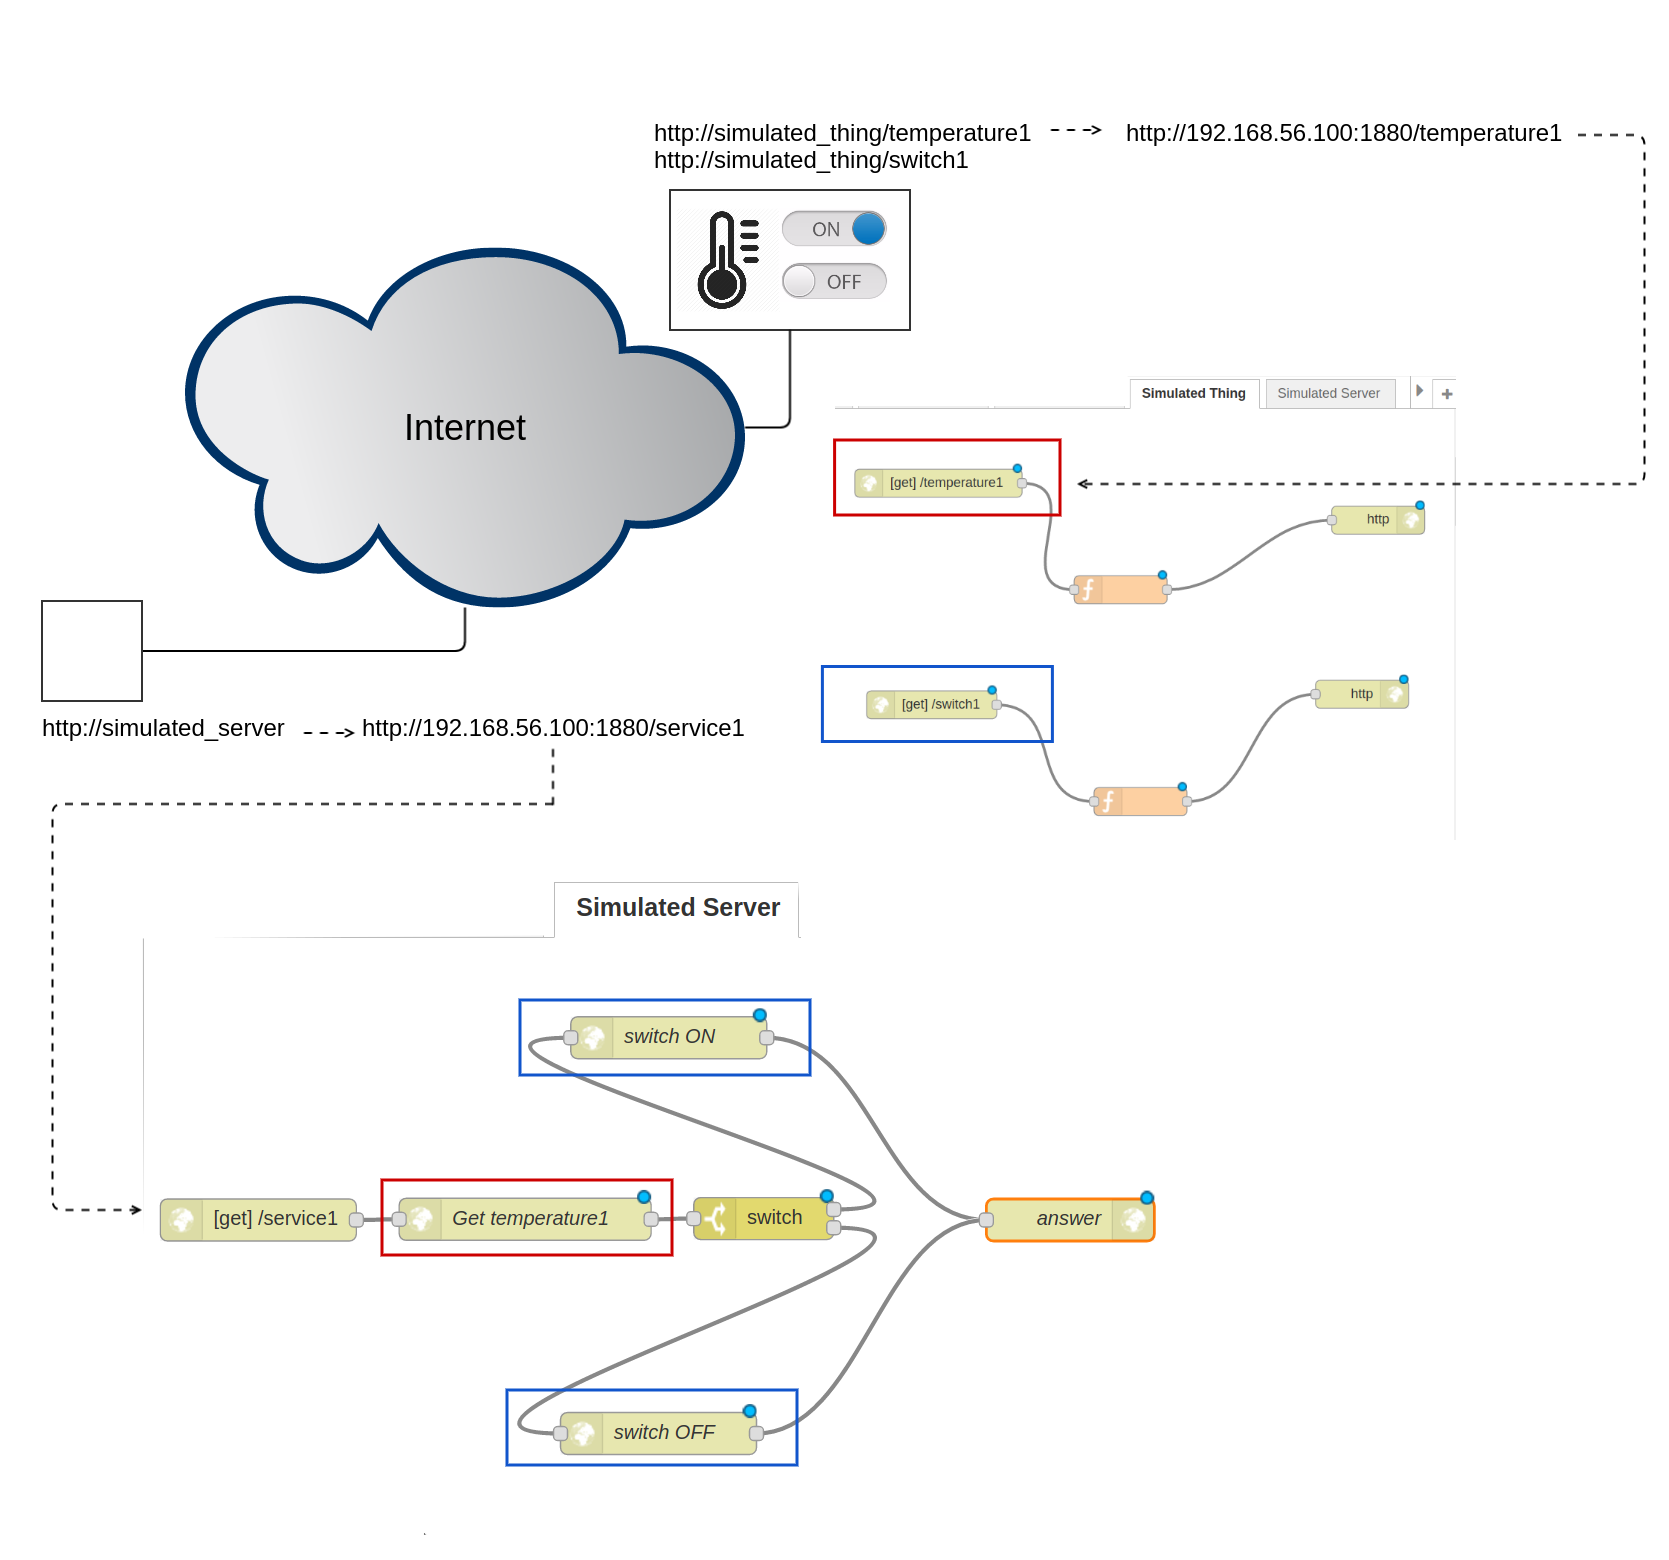 http://simulated_thing/temperature1
http://192.168.56.100:1880/temperature1
http://simulated_thing/switch1
ON
OFF
Internet
Simulated Thing
Simulated Server
[get] /temperature1
http
[get] /switch1
http
http://simulated_server
http://192.168.56.100:1880/service1
Simulated Server
switch ON
[get] /service1
Get temperature1
switch
answer
switch OFF